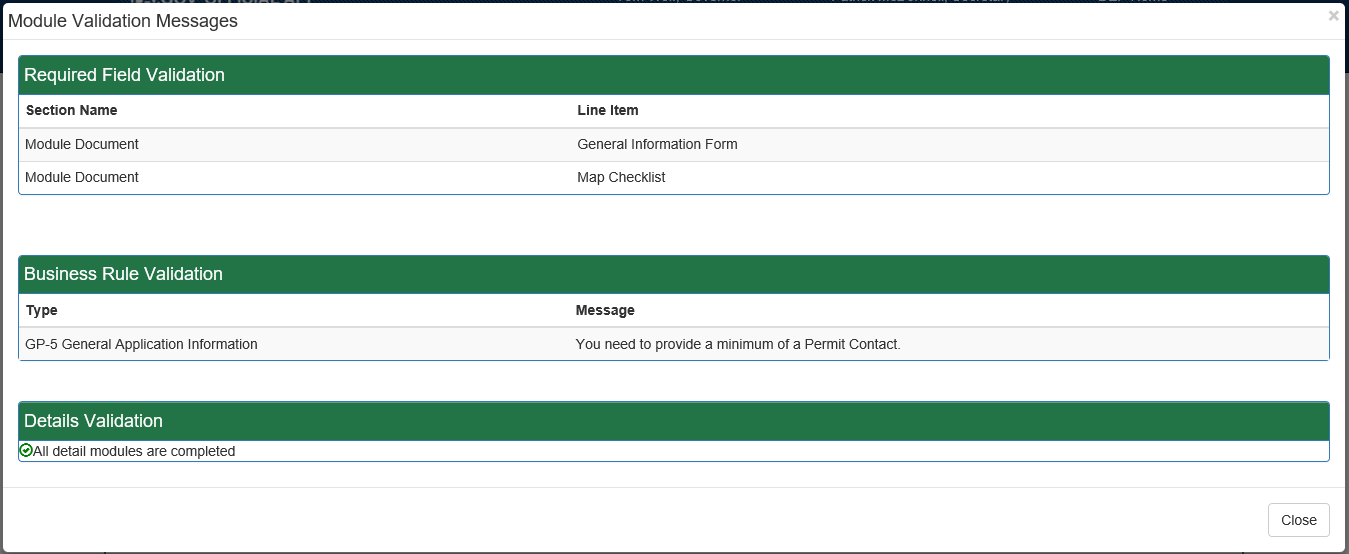 Module Validation Messages
×
Required Field Validation
Section Name Line Item
Module Document General Information Form
Module Document Map Checklist
Business Rule Validation
Type Message
GP-5 General Application Information You need to provide a minimum of a Permit Contact.
Details Validation
All detail modules are completed
Close